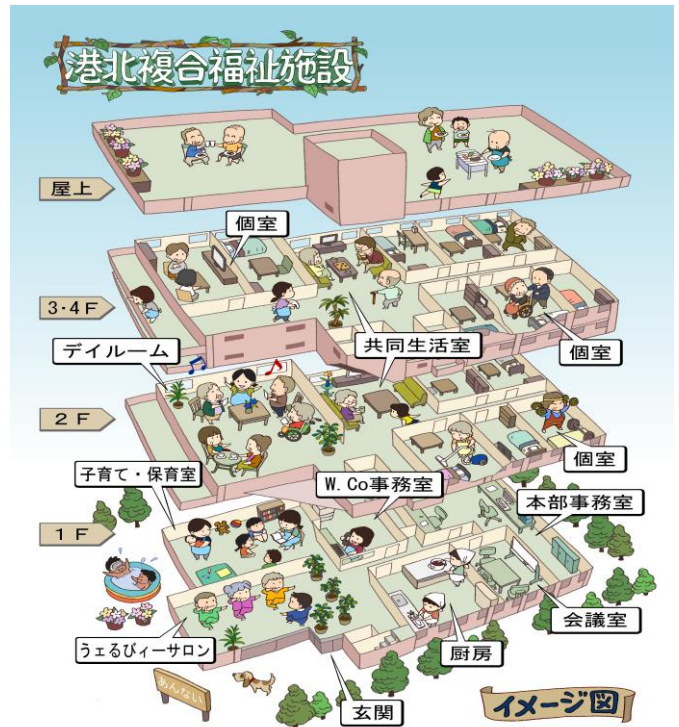 港北複合福祉施設
屋上
個室
3・4F
デイルーム
共同生活室
個室
2F
個室
子育て・保育室
W.Co事務室
本部事務室
1F
会議室
うェるびィーサロン
厨房
あんない
玄関
イメージ図